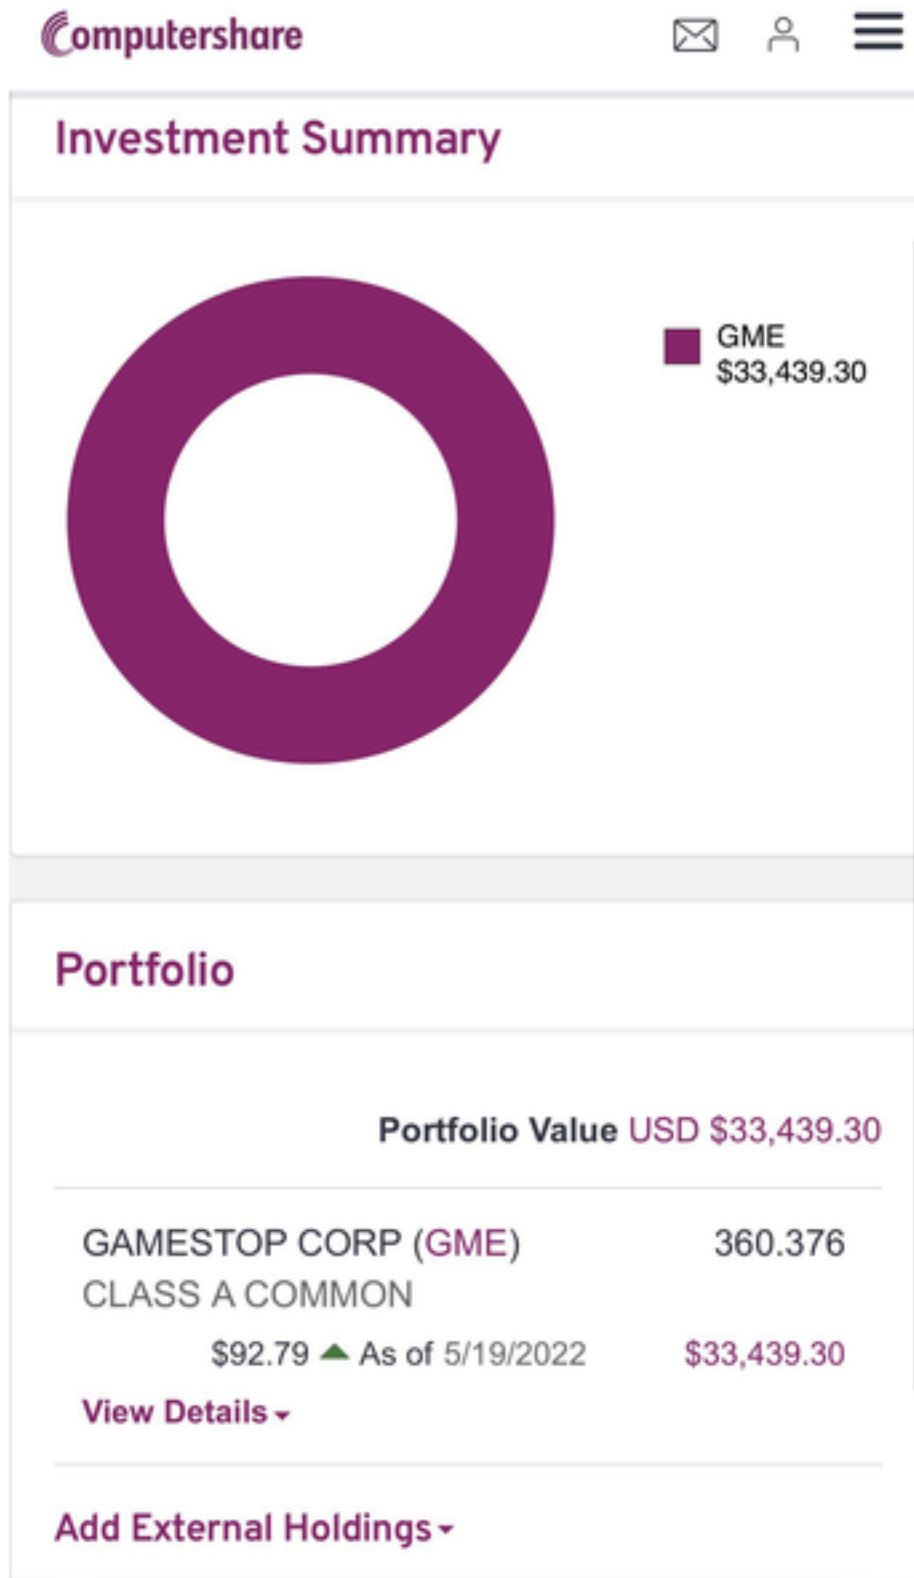 Computershare
Investment Summary
GME
$33,439.30
Portfolio
Portfolio Value USD $33,439.30
GAMESTOP CORP (GME) 360.376
CLASS A COMMON
$92.79 As of 5/19/2022 $33,439.30
View Details
Add External Holdings